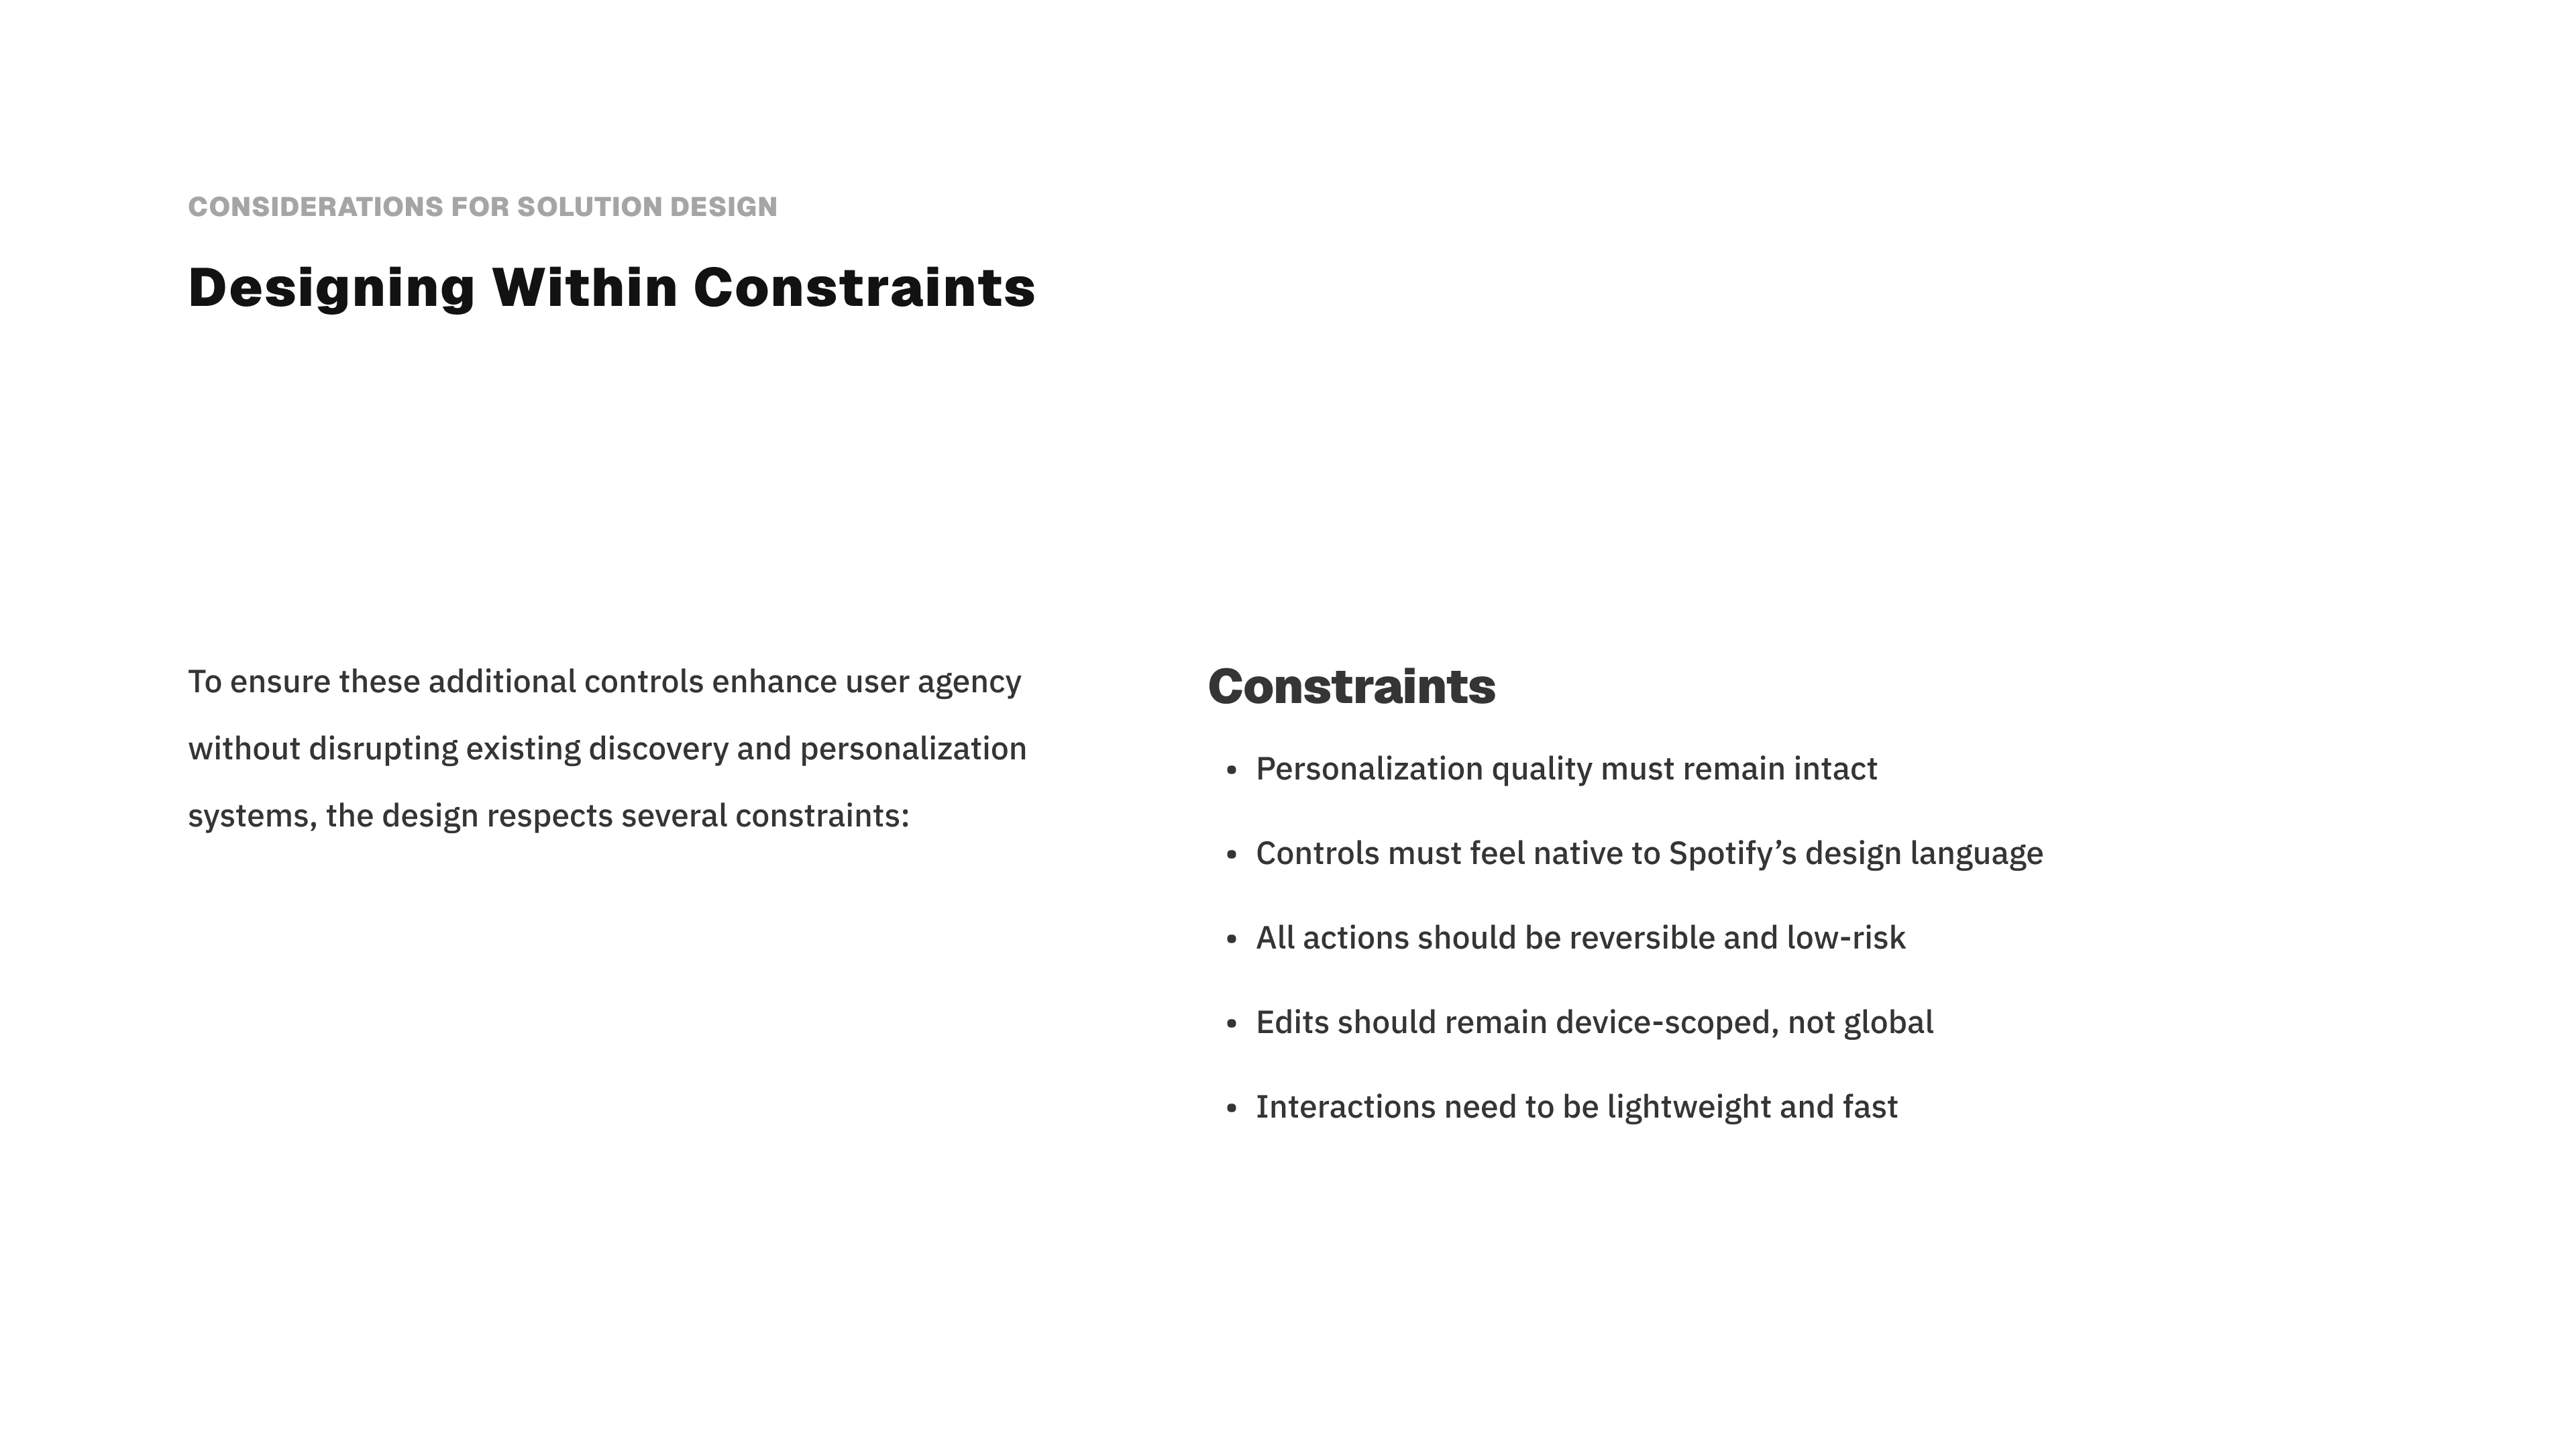 CONSIDERATIONS FOR SOLUTION DESIGN
Designing Within Constraints
To ensure these additional controls enhance user agency
without disrupting existing discovery and personalization
systems, the design respects several constraints:
Constraints
• Personalization quality must remain intact
• Controls must feel native to Spotify’s design language
• All actions should be reversible and low-risk
• Edits should remain device-scoped, not global
• Interactions need to be lightweight and fast